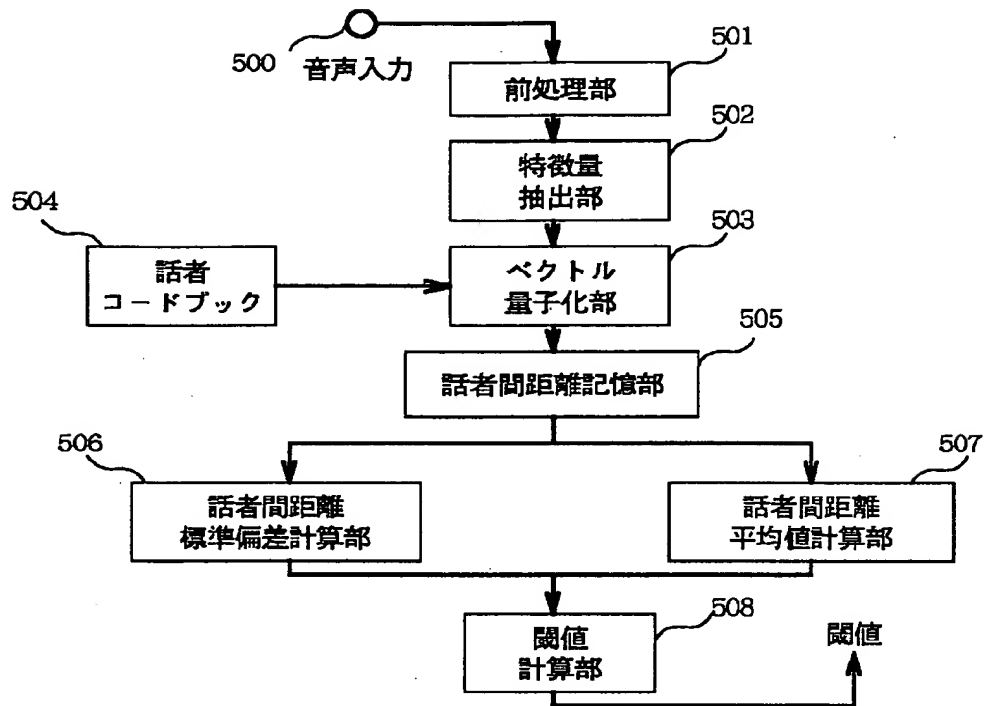 500
音声入力
501
前処理部
502
特徴量
抽出部
504
話者
コードブック
503
ベクトル
量子化部
505
話者間距離記憶部
506
話者間距離
標準偏差計算部
507
話者間距離
平均値計算部
508
閾値
計算部
閾値